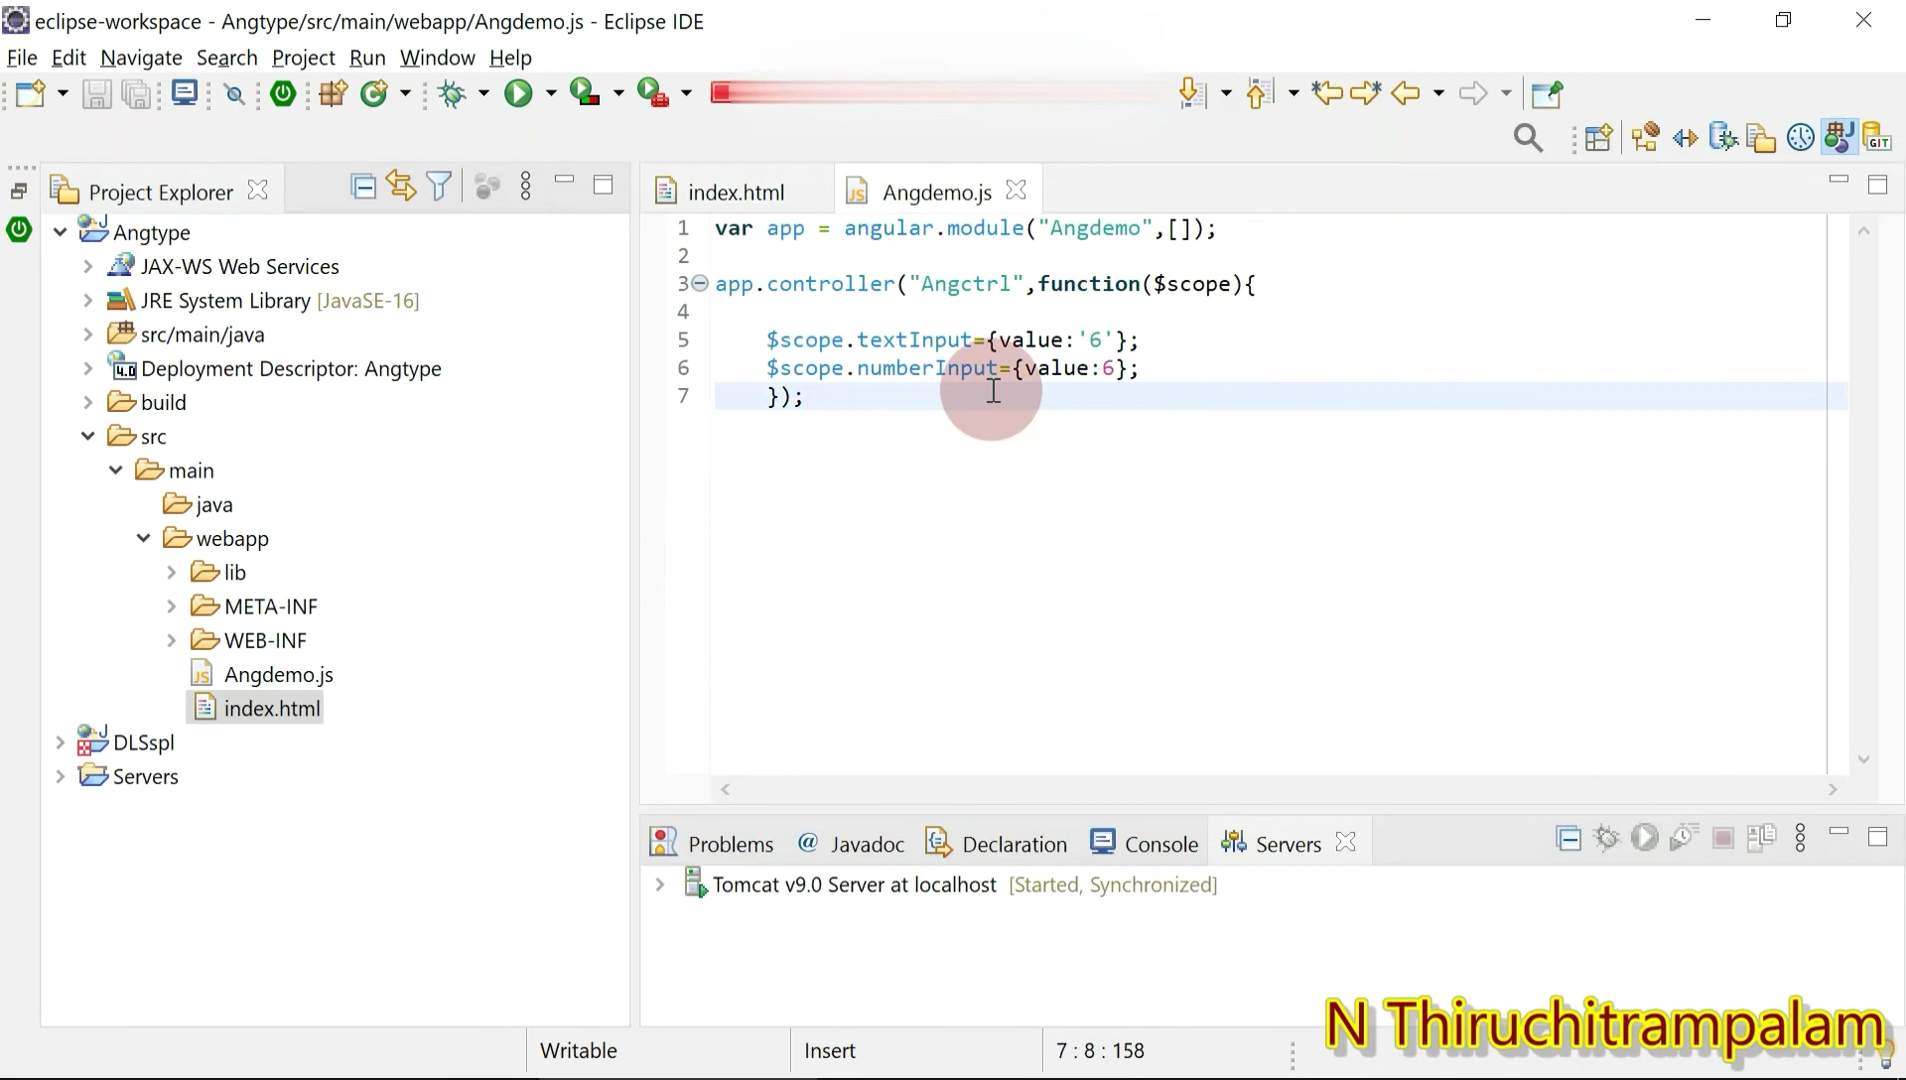 eclipse-workspace - Angtype/src/main/webapp/Angdemo.js - Eclipse IDE
File Edit Navigate Search Project Run Window Help
GIT
Project Explorer
index.html
Angdemo.js
Angtype
JAX-WS Web Services
JRE System Library [JavaSE-16]
src/main/java
4.0 Deployment Descriptor: Angtype
build
src
main
java
webapp
lib
META-INF
WEB-INF
Angdemo.js
index.html
DLSspl
Servers
1 var app = angular.module("Angdemo",[]);
2
3 app.controller("Angctrl",function($scope){
4
5 $scope.textInput={value:'6'};
6 $scope.numberInput={value:6};
7 });
Problems @ Javadoc Declaration Console Servers
Tomcat v9.0 Server at localhost [Started, Synchronized]
N Thiruchitrampalam
Writable Insert 7 : 8 : 158